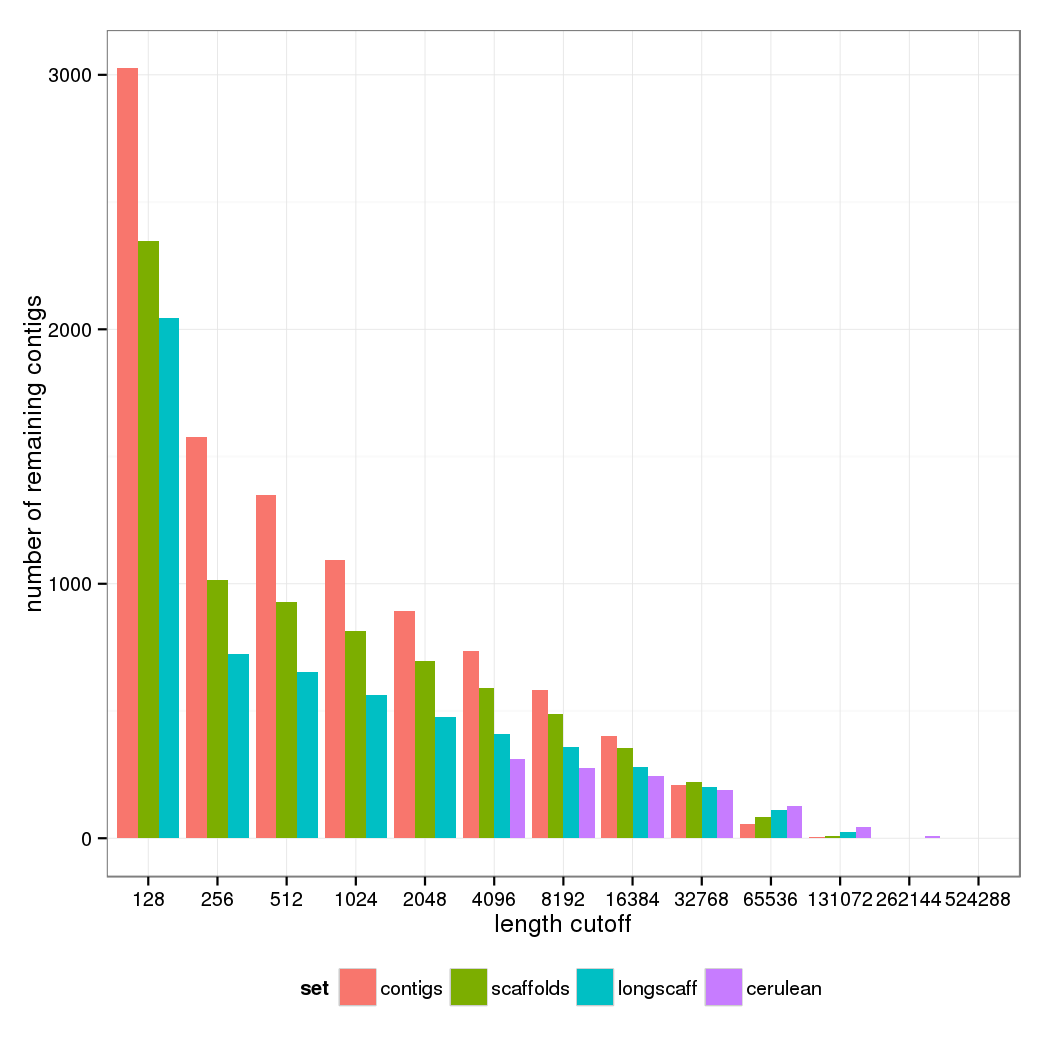 number of remaining contigs
3000
2000
1000
0
128 256 512 1024 2048 4096 8192 16384 32768 65536 131072 262144 524288
length cutoff
set contigs scaffolds longscaff cerulean